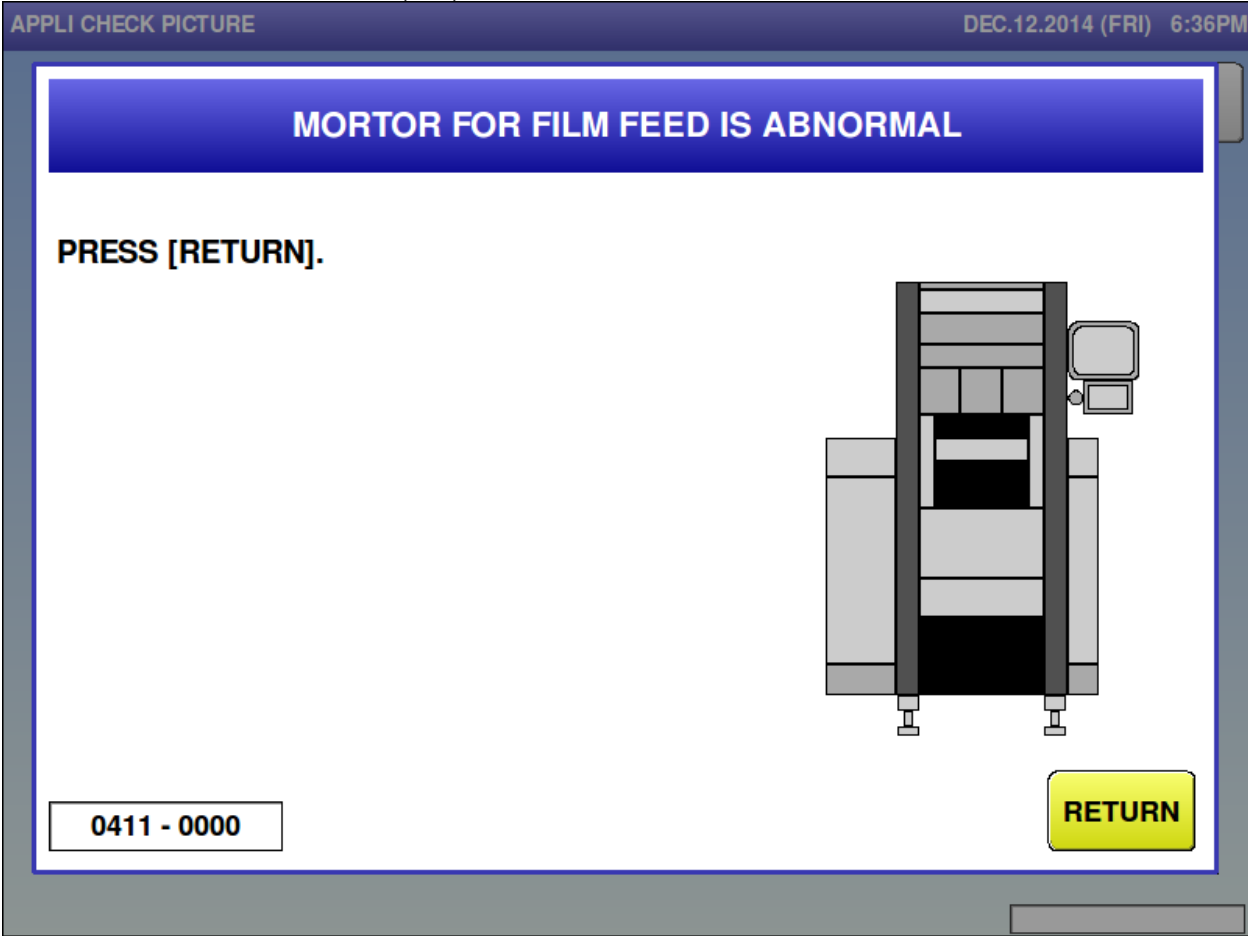 APPLI CHECK PICTURE DEC.12.2014 (FRI) 6:36PM
MORTOR FOR FILM FEED IS ABNORMAL
PRESS [RETURN].
0411 - 0000
RETURN